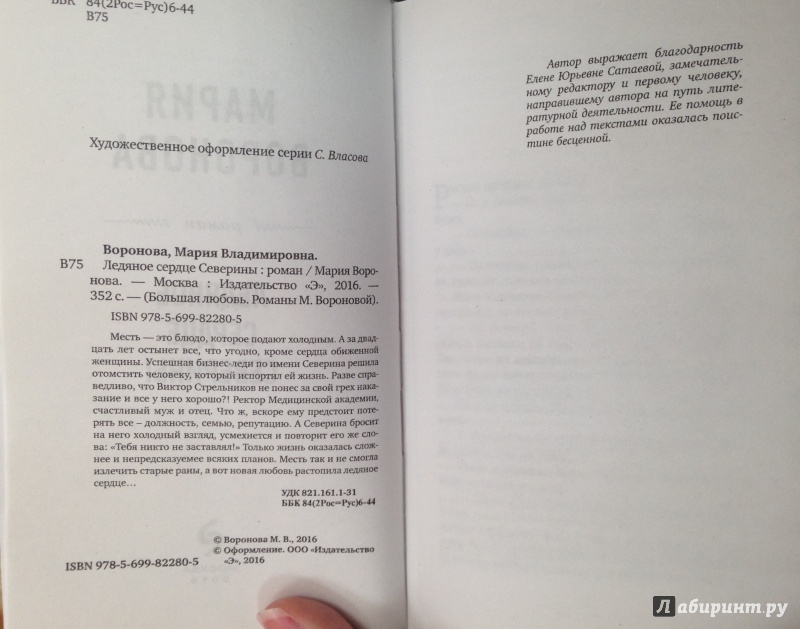 ББК 84(2Рос=Рус)6-44
В75
Художественное оформление серии С. Власова
Воронова, Мария Владимировна.
В75 Ледяное сердце Северины : роман / Мария Воро-
нова. — Москва : Издательство «Э», 2016. —
352 с. — (Большая любовь. Романы М. Вороновой).
ISBN 978-5-699-82280-5
Месть — это блюдо, которое подают холодным. А за двад-
цать лет остынет все, что угодно, кроме сердца обиженной
женщины. Успешная бизнес-леди по имени Северина решила
отомстить человеку, который испортил ей жизнь. Разве спра-
ведливо, что Виктор Стрельников не понес за свой грех нака-
зание и все у него хорошо?! Ректор Медицинской академии,
счастливый муж и отец. Что ж, вскоре ему предстоит поте-
рять все – должность, семью, репутацию. А Северина бросит
на него холодный взгляд, усмехнется и повторит его же сло-
ва: «Тебя никто не заставлял!» Только жизнь оказалась слож-
нее и непредсказуемее всяких планов. Месть так и не смогла
излечить старые раны, а вот новая любовь растопила ледяное
сердце…
УДК 821.161.1-31
ББК 84(2Рос=Рус)6-44
© Воронова М. В., 2016
© Оформление. ООО «Издательство
«Э», 2016
ISBN 978-5-699-82280-5
Автор выражает благодарность
Елене Юрьевне Сатаевой, замечатель-
ному редактору и первому человеку,
направившему автора на путь лите-
ратурной деятельности. Ее помощь в
работе над текстами оказалась поис-
тине бесценной.
МАРИЯ
ВОРОНОВА
роман
Лабиринт.ру